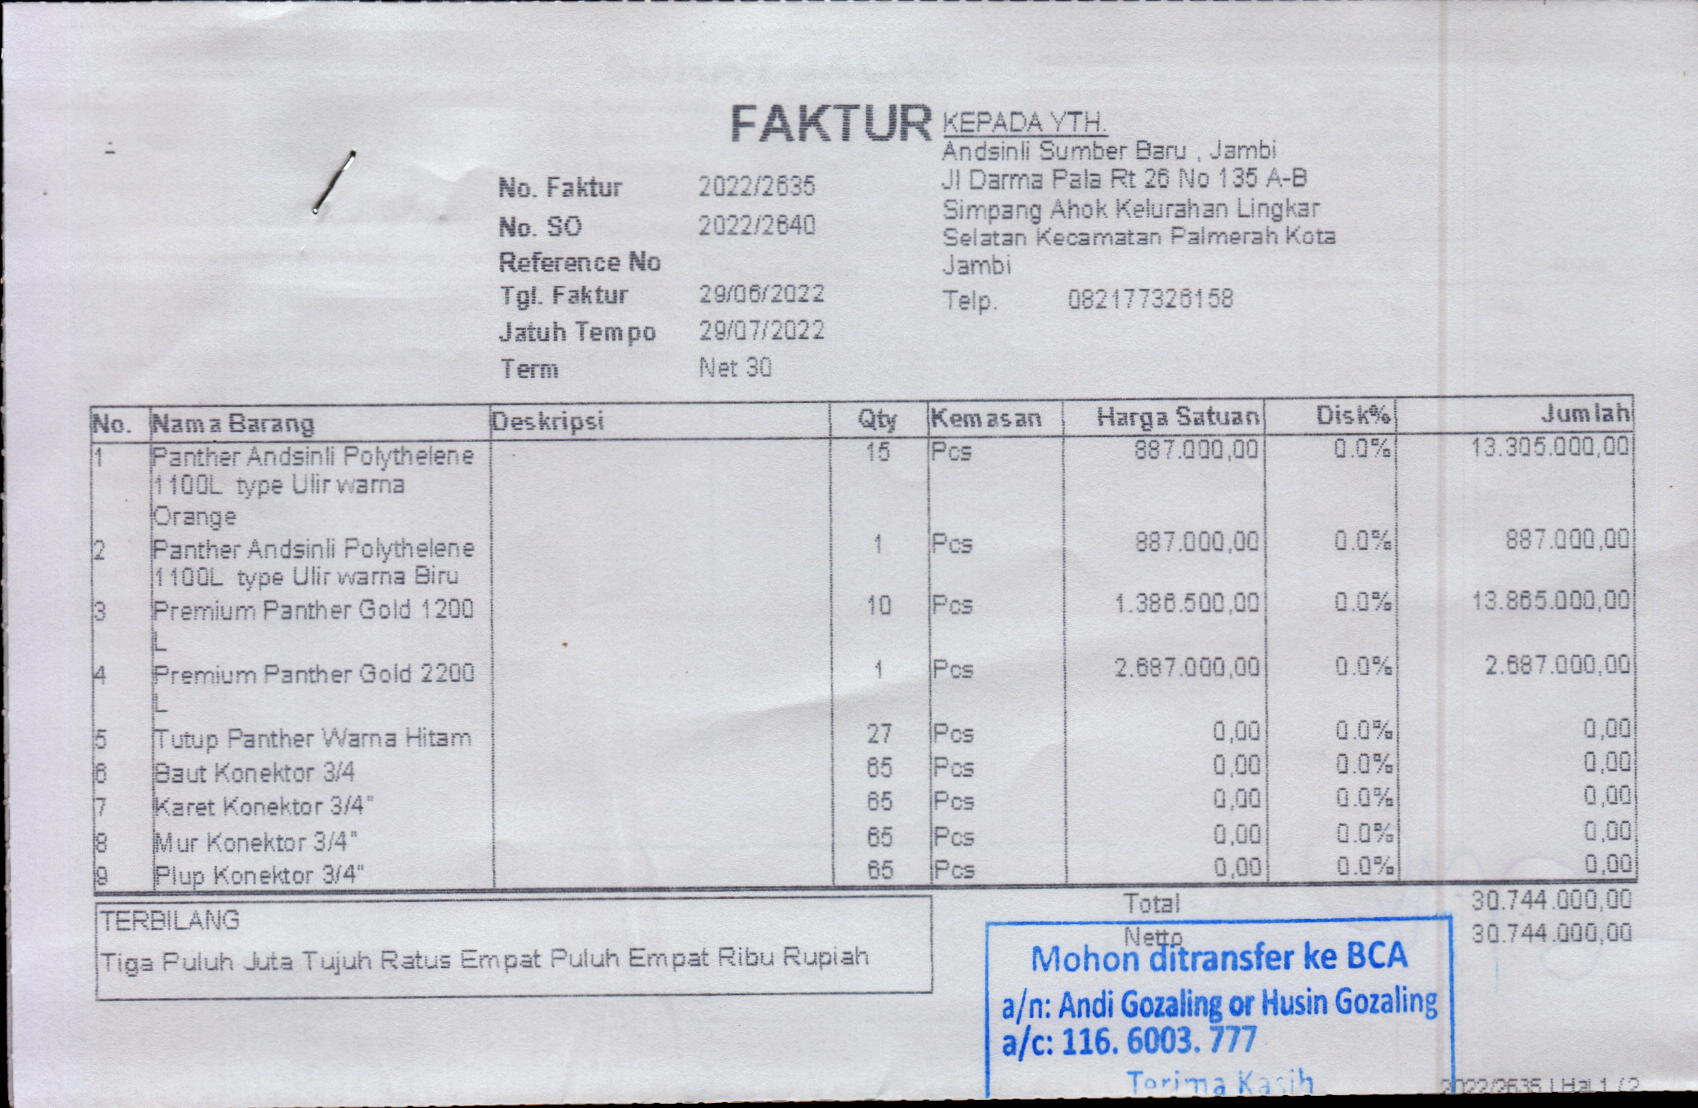 FAKTUR
KEPADA YTH.
Andsinli Sumber Baru , Jambi
Jl Darma Pala Rt 26 No 135 A-B
Simpang Ahok Kelurahan Lingkar
Selatan Kecamatan Palmerah Kota
Jambi
Telp. 082177326158
No. Faktur 2022/2635
No. SO 2022/2640
Reference No
Tgl. Faktur 29/06/2022
Jatuh Tempo 29/07/2022
Term Net 30
No. Nama Barang Deskripsi Qty Kemasan Harga Satuan Disk% Jumlah
1 Panther Andsinli Polythelene 15 Pcs 887.000,00 0.0% 13.305.000,00
1100L type Ulir warna
Orange
2 Panther Andsinli Polythelene 1 Pcs 887.000,00 0.0% 887.000,00
1100L type Ulir warna Biru
3 Premium Panther Gold 1200 10 Pcs 1.386.500,00 0.0% 13.865.000,00
L
4 Premium Panther Gold 2200 1 Pcs 2.687.000,00 0.0% 2.687.000,00
L
5 Tutup Panther Warna Hitam 27 Pcs 0,00 0.0% 0,00
6 Baut Konektor 3/4 65 Pcs 0,00 0.0% 0,00
7 Karet Konektor 3/4" 65 Pcs 0,00 0.0% 0,00
8 Mur Konektor 3/4" 65 Pcs 0,00 0.0% 0,00
9 Plup Konektor 3/4" 65 Pcs 0,00 0.0% 0,00
Total 30.744.000,00
Netto 30.744.000,00
TERBILANG
Tiga Puluh Juta Tujuh Ratus Empat Puluh Empat Ribu Rupiah
Mohon ditransfer ke BCA
a/n: Andi Gozaling or Husin Gozaling
a/c: 116. 6003. 777
Terima Kasih
2022/2635 | Hal 1 / 2